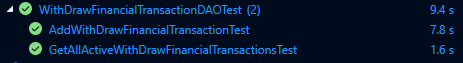 WithDrawFinancialTransactionDAOTest (2) 9.4 s
AddWithDrawFinancialTransactionTest 7.8 s
GetAllActiveWithDrawFinancialTransactionsTest 1.6 s